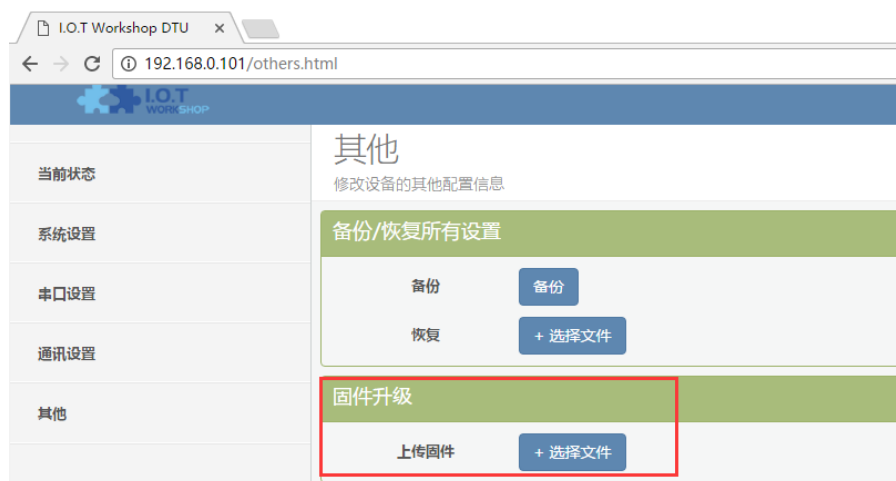 I.O.T Workshop DTU
192.168.0.101/others.html
I.O.T
WORKSHOP
当前状态
系统设置
串口设置
通讯设置
其他
其他
修改设备的其他配置信息
备份/恢复所有设置
备份 备份
恢复 + 选择文件
固件升级
上传固件 + 选择文件